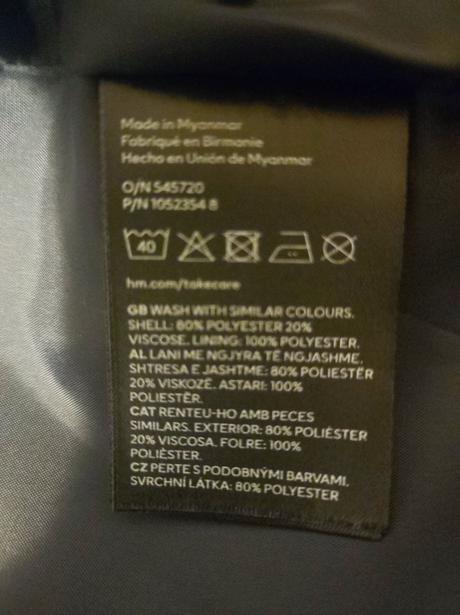 Made in Myanmar
Fabriqué en Birmanie
Hecho en Unión de Myanmar
O/N 545720
P/N 1052354 8
40
hm.com/takecare
GB WASH WITH SIMILAR COLOURS.
SHELL: 80% POLYESTER 20%
VISCOSE. LINING: 100% POLYESTER.
AL LANI ME NGJYRA TË NGJASHME.
SHTRESA E JASHTME: 80% POLIESTËR
20% VISKOZË. ASTARI: 100%
POLIESTËR.
CAT RENTEU-HO AMB PECES
SIMILARS. EXTERIOR: 80% POLIÈSTER
20% VISCOSA. FOLRE: 100%
POLIÈSTER.
CZ PERTE S PODOBNÝMI BARVAMI.
SVRCHNÍ LÁTKA: 80% POLYESTER